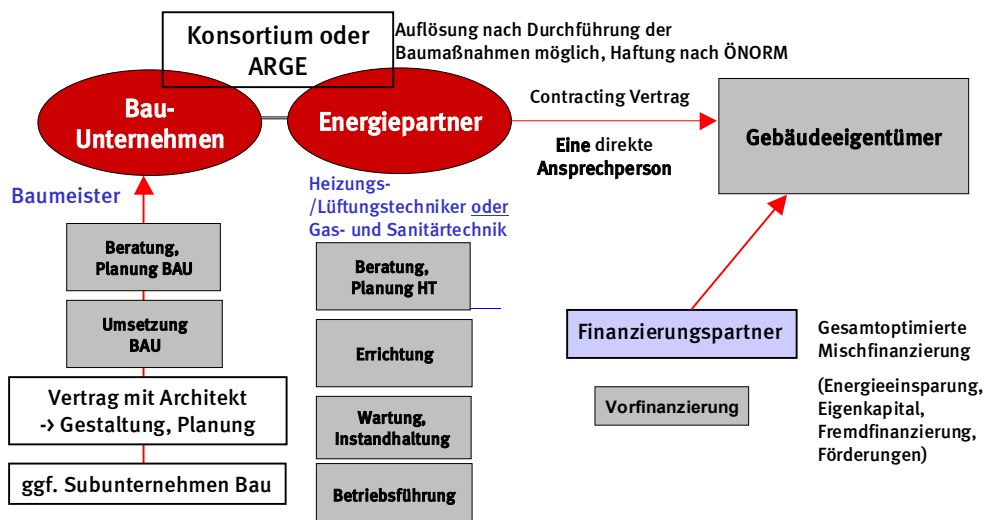 Konsortium oder
ARGE
Auflösung nach Durchführung der
Baumaßnahmen möglich, Haftung nach ÖNORM
Bau-
Unternehmen
Energiepartner
Contracting Vertrag
Eine direkte
Ansprechperson
Gebäudeeigentümer
Baumeister
Heizungs-
/Lüftungstechniker oder
Gas- und Sanitärtechnik
Beratung,
Planung BAU
Umsetzung
BAU
Vertrag mit Architekt
-> Gestaltung, Planung
ggf. Subunternehmen Bau
Beratung,
Planung HT
Errichtung
Wartung,
Instandhaltung
Betriebsführung
Finanzierungspartner
Vorfinanzierung
Gesamtoptimierte
Mischfinanzierung
(Energieeinsparung,
Eigenkapital,
Fremdfinanzierung,
Förderungen)